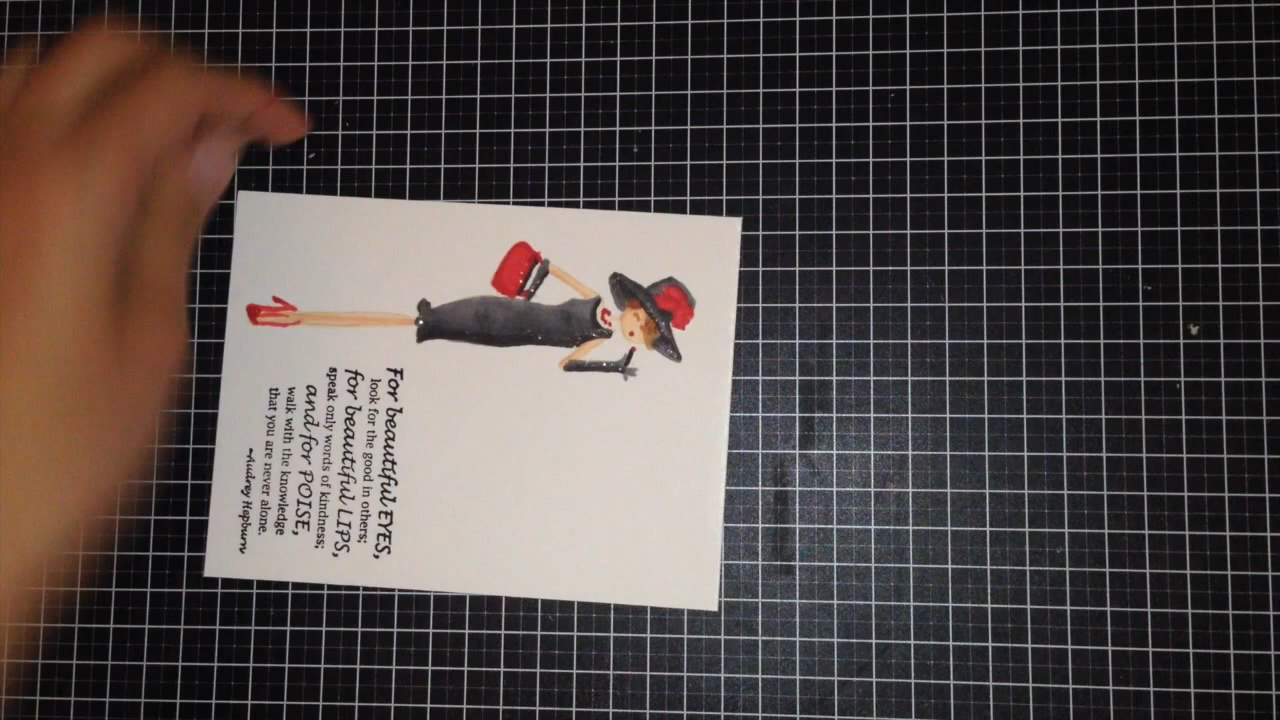 For beautiful EYES,
look for the good in others;
for beautiful LIPS,
speak only words of kindness;
and for POISE,
walk with the knowledge
that you are never alone.
~Audrey Hepburn